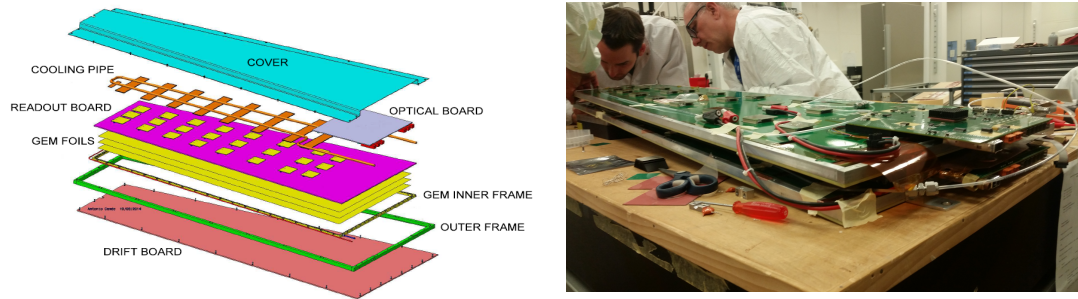 COVER
COOLING PIPE
READOUT BOARD
OPTICAL BOARD
GEM FOILS
GEM INNER FRAME
OUTER FRAME
DRIFT BOARD